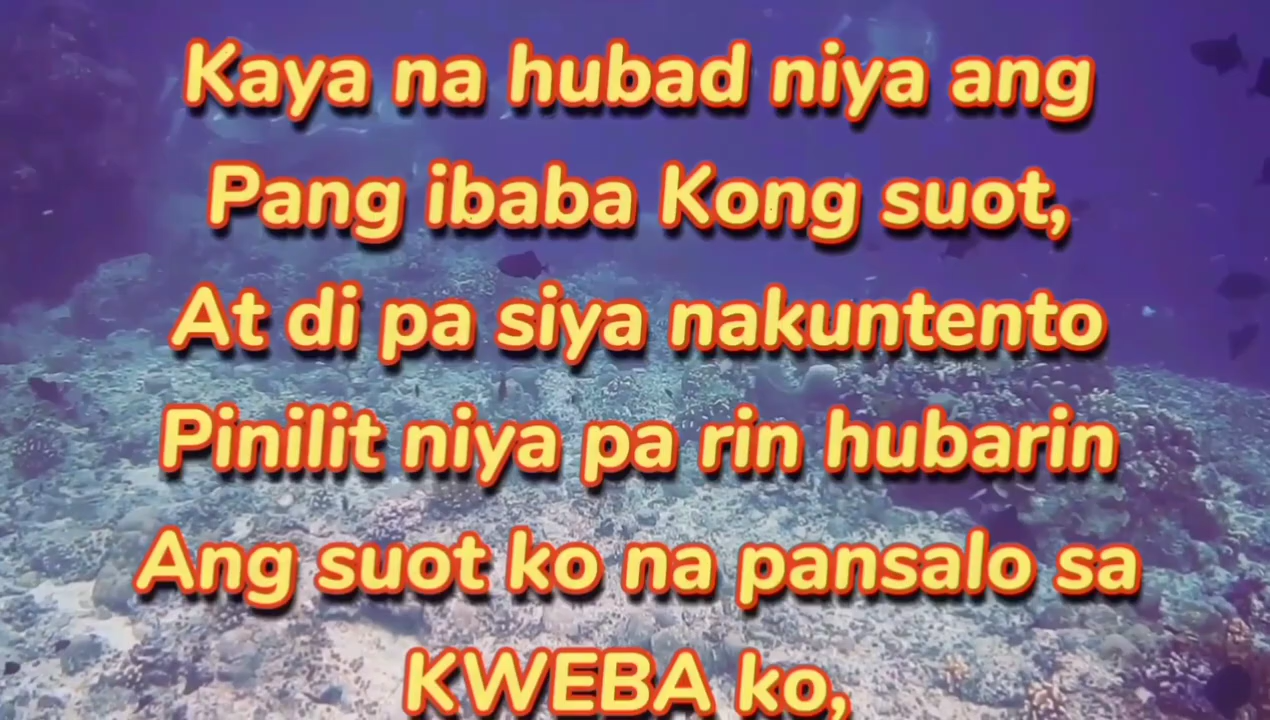 Kaya na hubad niya ang
Pang ibaba Kong suot,
At di pa siya nakuntento
Pinilit niya pa rin hubarin
Ang suot ko na pansalo sa
KWEBA ko,